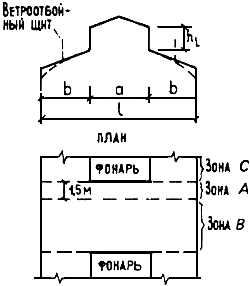 Ветроотбой-
ный щит
h₁
b
a
b
l
ПЛАН
ФОНАРЬ
Зона C
1,5м
Зона A
Зона B
ФОНАРЬ